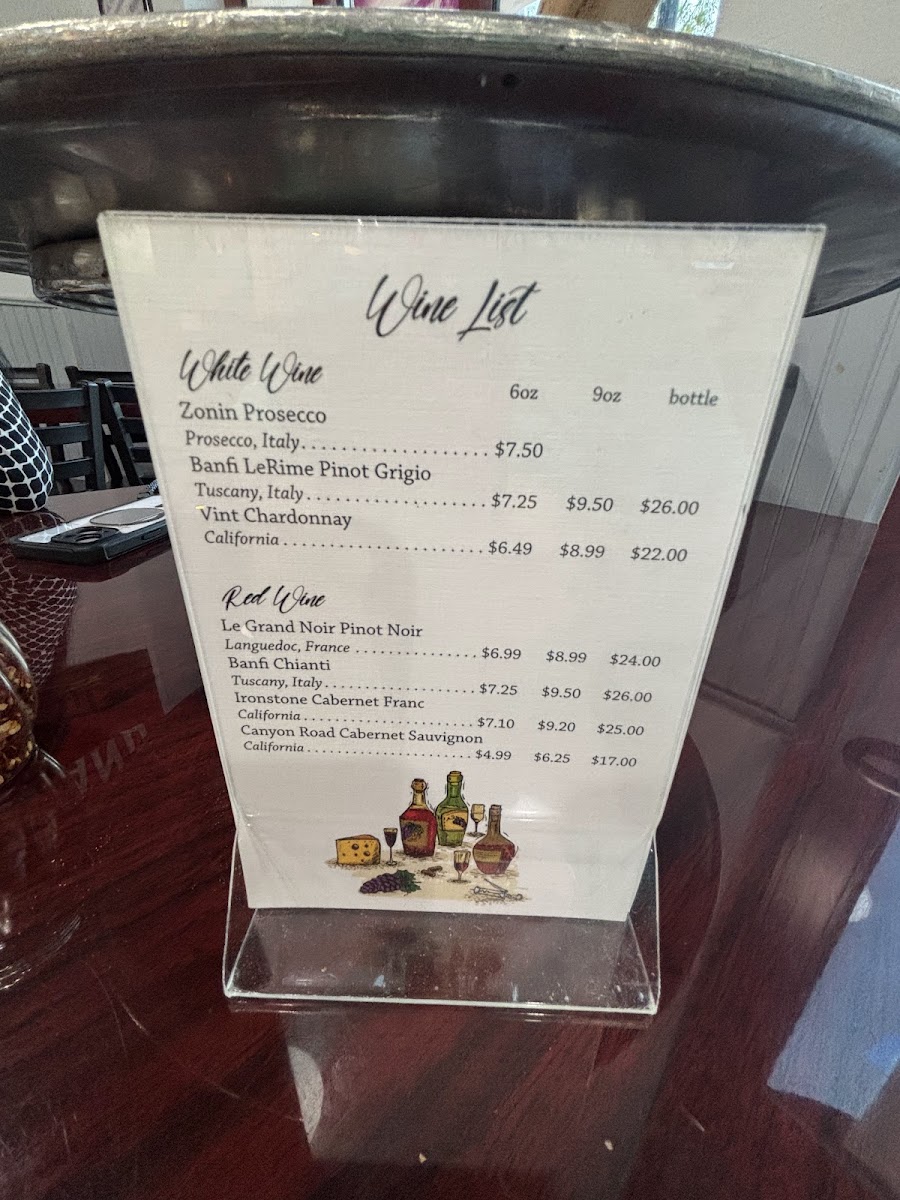 Wine List
White Wine
6oz 9oz bottle
Zonin Prosecco
Prosecco, Italy.................... $7.50
Banfi LeRime Pinot Grigio
Tuscany, Italy.................... $7.25 $9.50 $26.00
Vint Chardonnay
California...................... $6.49 $8.99 $22.00
Red Wine
Le Grand Noir Pinot Noir
Languedoc, France .............. $6.99 $8.99 $24.00
Banfi Chianti
Tuscany, Italy.................... $7.25 $9.50 $26.00
Ironstone Cabernet Franc
California........................ $7.10 $9.20 $25.00
Canyon Road Cabernet Sauvignon
California........................ $4.99 $6.25 $17.00